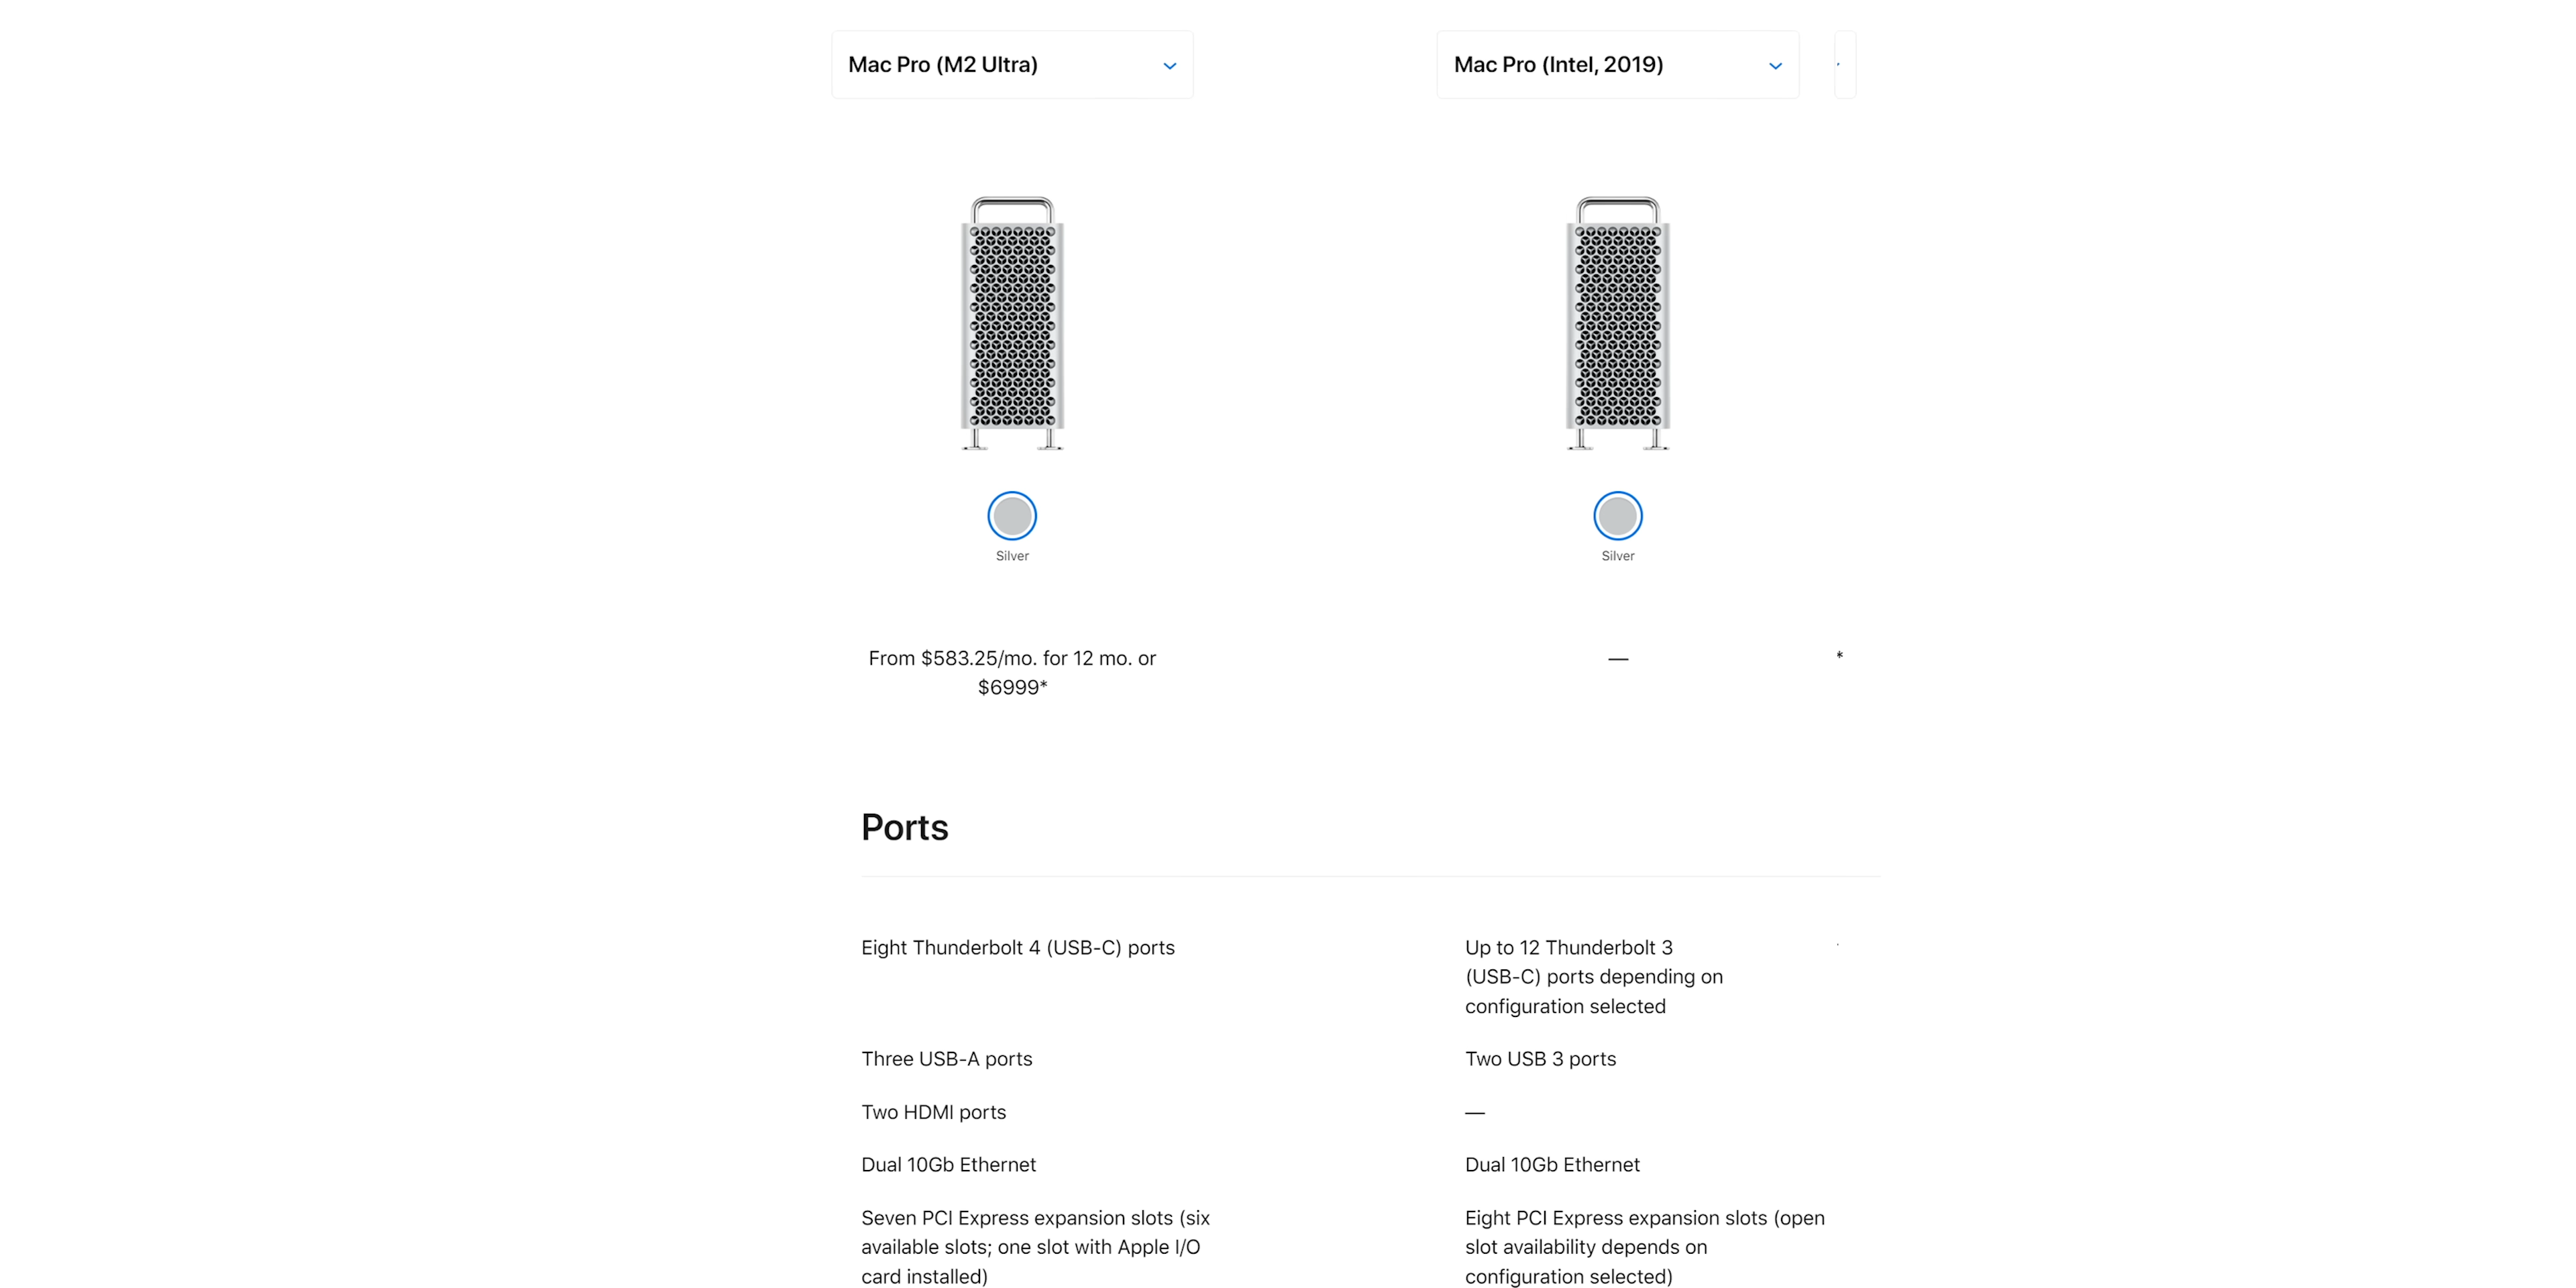 Mac Pro (M2 Ultra)
Mac Pro (Intel, 2019)
Silver
Silver
From $583.25/mo. for 12 mo. or
$6999*
—
*
Ports
Eight Thunderbolt 4 (USB-C) ports
Up to 12 Thunderbolt 3
(USB-C) ports depending on
configuration selected
Three USB-A ports
Two USB 3 ports
Two HDMI ports
—
Dual 10Gb Ethernet
Dual 10Gb Ethernet
Seven PCI Express expansion slots (six
available slots; one slot with Apple I/O
card installed)
Eight PCI Express expansion slots (open
slot availability depends on
configuration selected)